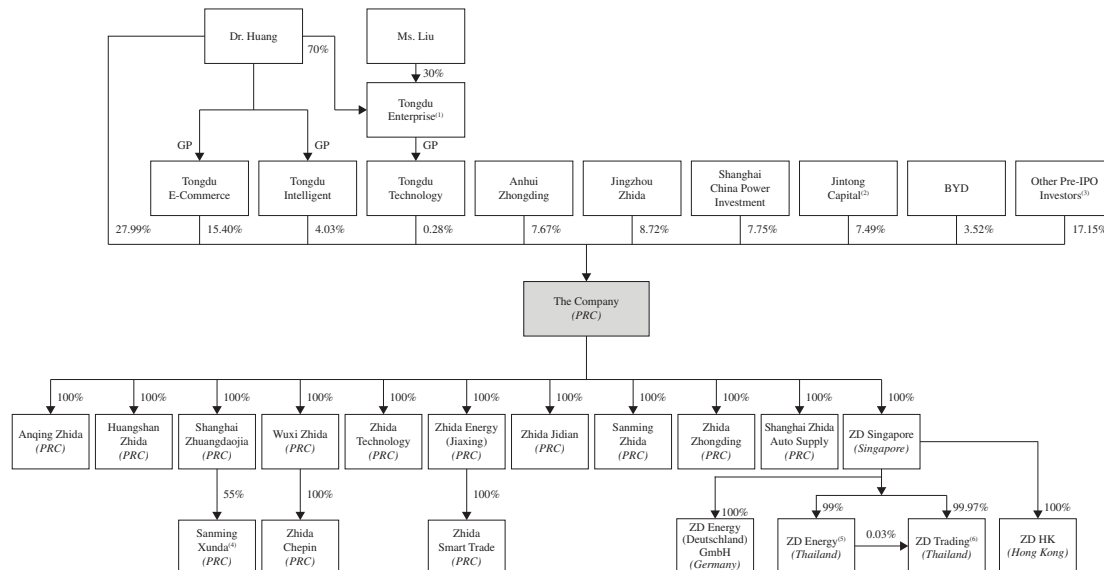 Dr. Huang
Ms. Liu
70%
30%
Tongdu
Enterprise(1)
GP
GP
GP
Tongdu
E-Commerce
Tongdu
Intelligent
Tongdu
Technology
Anhui
Zhongding
Jingzhou
Zhida
Shanghai
China Power
Investment
Jintong
Capital(2)
BYD
Other Pre-IPO
Investors(3)
27.99%
15.40%
4.03%
0.28%
7.67%
8.72%
7.75%
7.49%
3.52%
17.15%
The Company
(PRC)
100%
100%
100%
100%
100%
100%
100%
100%
100%
100%
100%
Anqing Zhida
(PRC)
Huangshan
Zhida
(PRC)
Shanghai
Zhuangdaojia
(PRC)
Wuxi Zhida
(PRC)
Zhida
Technology
(PRC)
Zhida Energy
(Jiaxing)
(PRC)
Zhida Jidian
(PRC)
Sanming
Zhida
(PRC)
Zhida
Zhongding
(PRC)
Shanghai Zhida
Auto Supply
(PRC)
ZD Singapore
(Singapore)
55%
100%
100%
100%
99%
99.97%
100%
Sanming
Xunda(4)
(PRC)
Zhida
Chepin
(PRC)
Zhida
Smart Trade
(PRC)
ZD Energy
(Deutschland)
GmbH
(Germany)
ZD Energy(5)
(Thailand)
0.03%
ZD Trading(6)
(Thailand)
ZD HK
(Hong Kong)